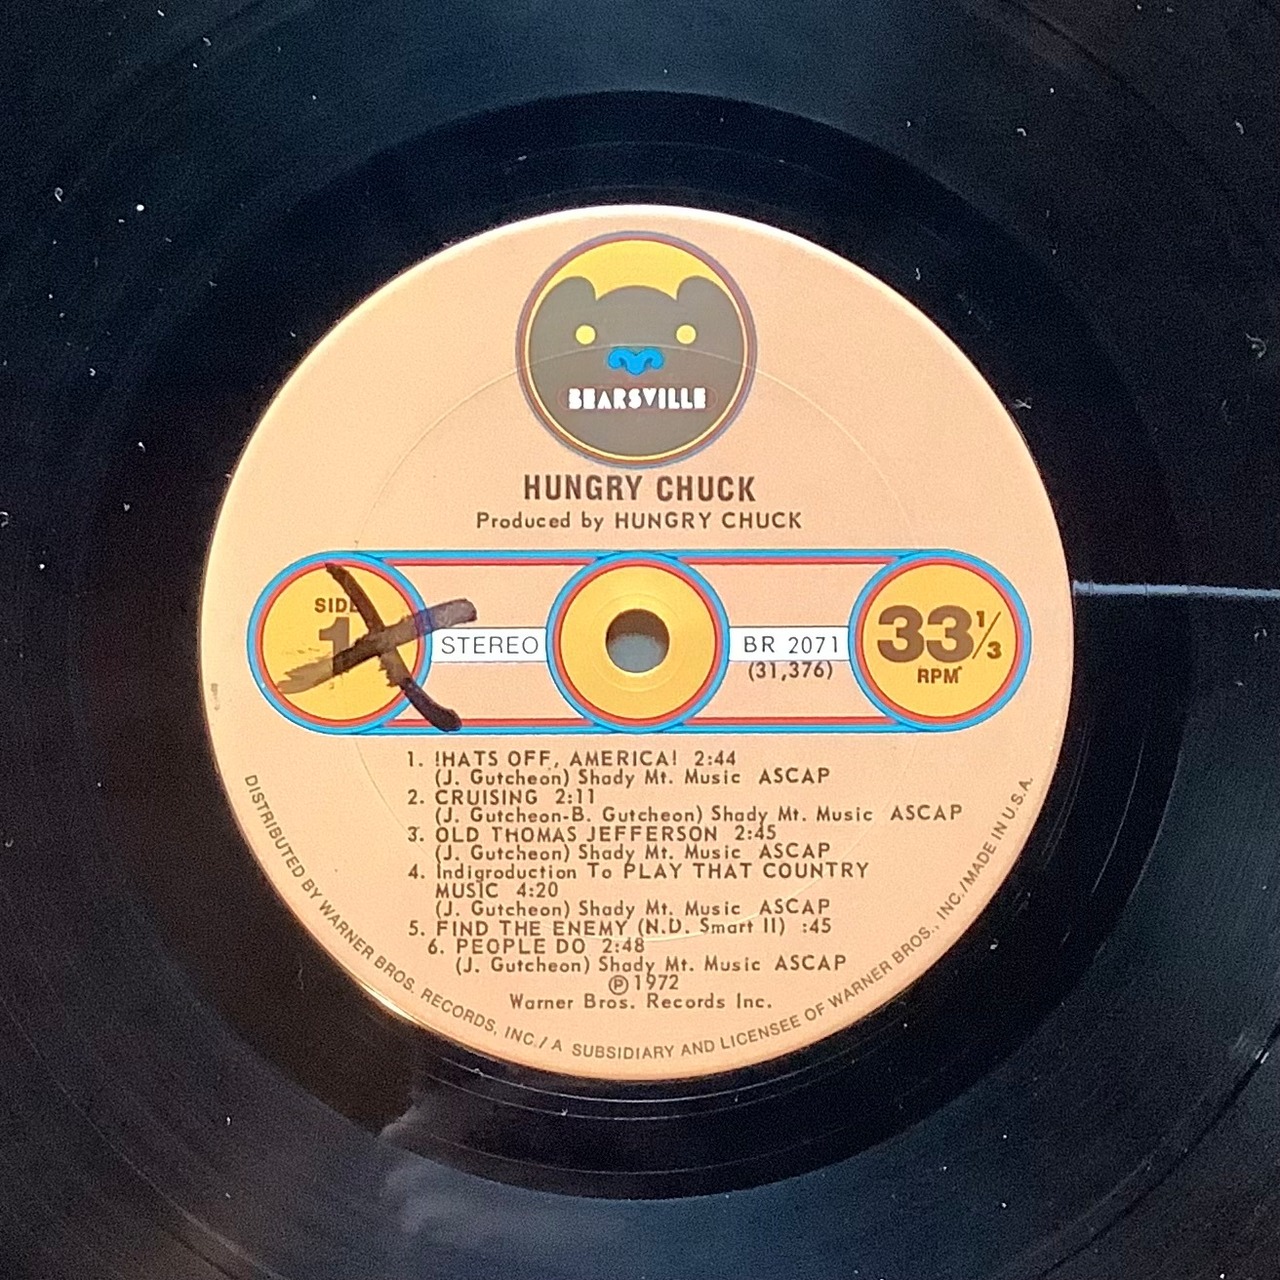 BEARSVILLE
HUNGRY CHUCK
Produced by HUNGRY CHUCK
SIDE
1
STEREO
BR 2071
(31,376)
33 1/3
RPM
1. !HATS OFF, AMERICA! 2:44
(J. Gutcheon) Shady Mt. Music ASCAP
2. CRUISING 2:11
(J. Gutcheon-B. Gutcheon) Shady Mt. Music ASCAP
3. OLD THOMAS JEFFERSON 2:45
(J. Gutcheon) Shady Mt. Music ASCAP
4. Indigroduction To PLAY THAT COUNTRY
MUSIC 4:20
(J. Gutcheon) Shady Mt. Music ASCAP
5. FIND THE ENEMY (N.D. Smart II) :45
6. PEOPLE DO 2:48
(J. Gutcheon) Shady Mt. Music ASCAP
℗1972
Warner Bros. Records Inc.
DISTRIBUTED BY WARNER BROS. RECORDS, INC./A SUBSIDIARY AND LICENSEE OF WARNER BROS., INC./MADE IN U.S.A.